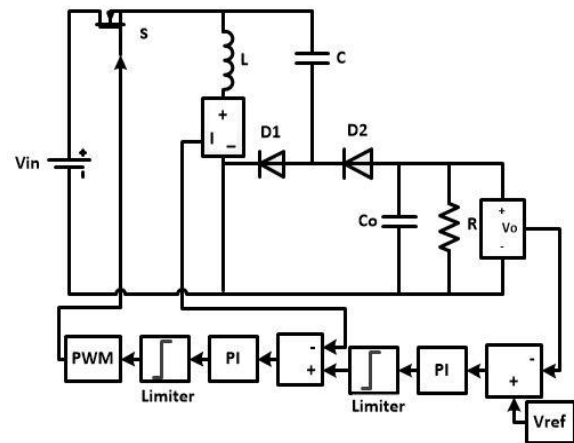 S
L
C
+
I
−
D1
D2
Vin
+
Co
R
+
Vo
-
PWM
Limiter
PI
-
+
Limiter
PI
-
+
Vref